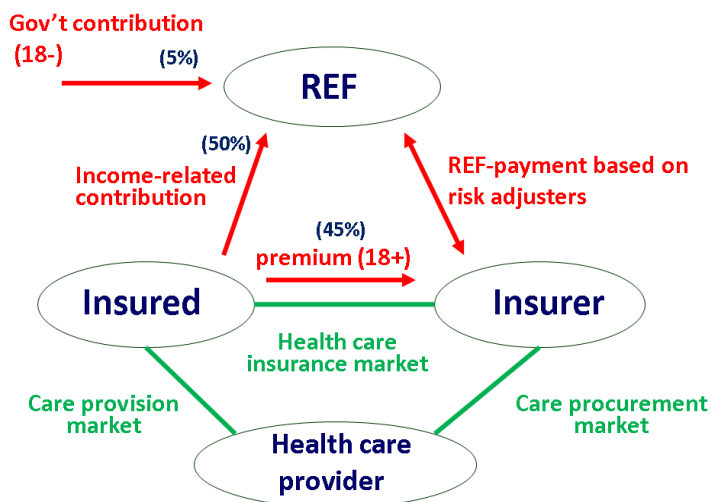 Gov't contribution
(18-)
(5%)
REF
(50%)
Income-related
contribution
REF-payment based on
risk adjusters
(45%)
premium (18+)
Insured
Insurer
Health care
insurance market
Care provision
market
Care procurement
market
Health care
provider